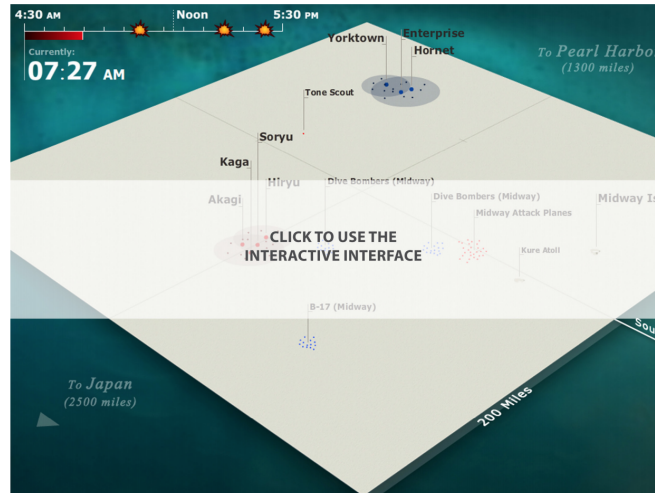 4:30 AM
Noon
5:30 PM
Currently:
07:27 AM
Yorktown
Enterprise
Hornet
To Pearl Harbo
(1300 miles)
Tone Scout
Soryu
Kaga
Hiryu
Dive Bombers (Midway)
Akagi
Dive Bombers (Midway)
Midway Is
Midway Attack Planes
CLICK TO USE THE
INTERACTIVE INTERFACE
Kure Atoll
B-17 (Midway)
Sou
To Japan
(2500 miles)
200 Miles